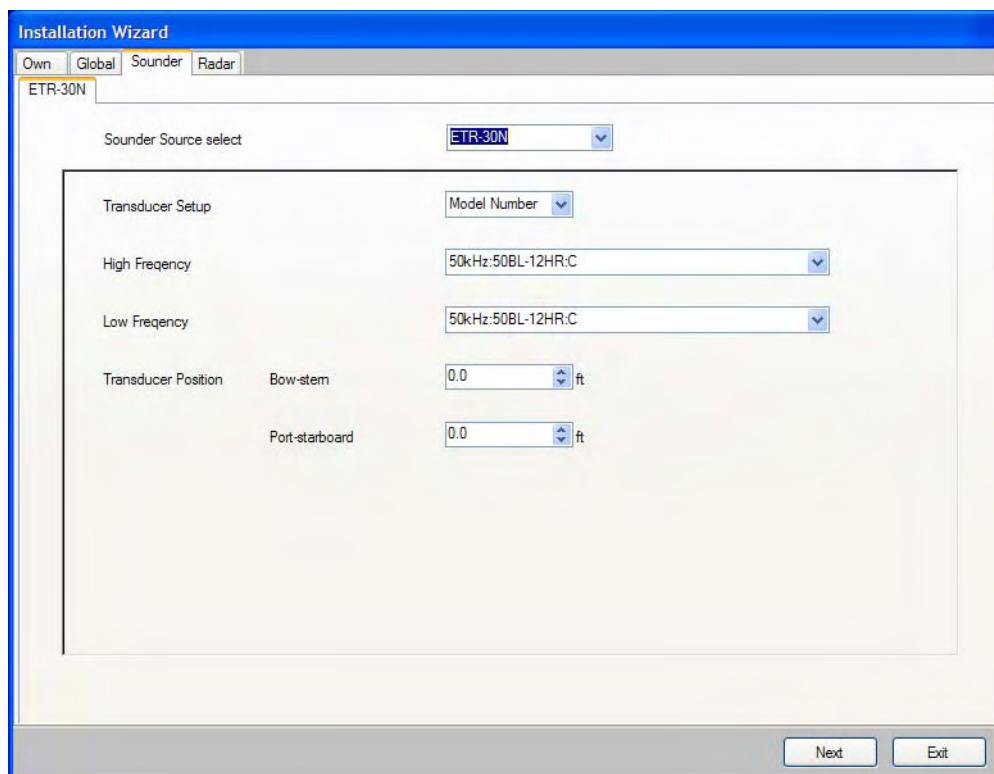 Installation Wizard
Own Global Sounder Radar
ETR-30N
Sounder Source select ETR-30N
Transducer Setup Model Number
High Freqency 50kHz:50BL-12HR:C
Low Freqency 50kHz:50BL-12HR:C
Transducer Position Bow-stern 0.0 ft
Port-starboard 0.0 ft
Next Exit